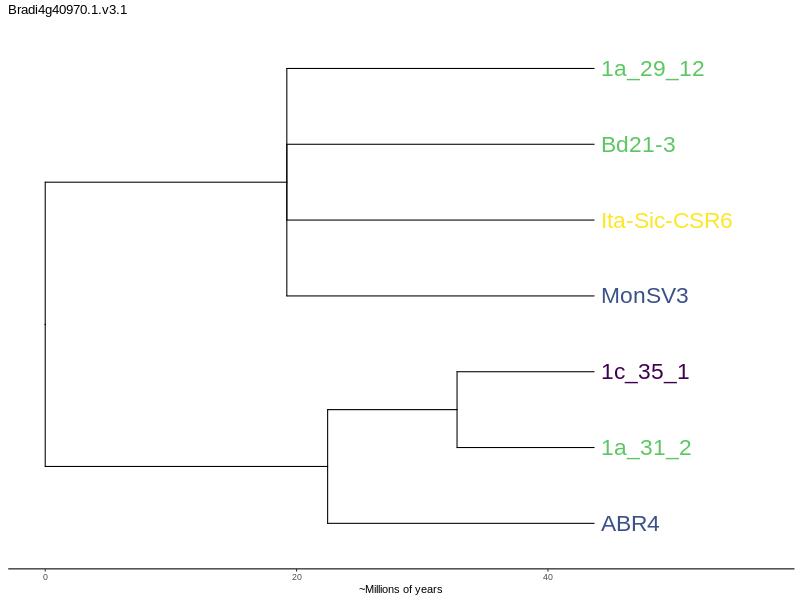 Bradi4g40970.1.v3.1
1a_29_12
Bd21-3
Ita-Sic-CSR6
MonSV3
1c_35_1
1a_31_2
ABR4
0 20 40
~Millions of years